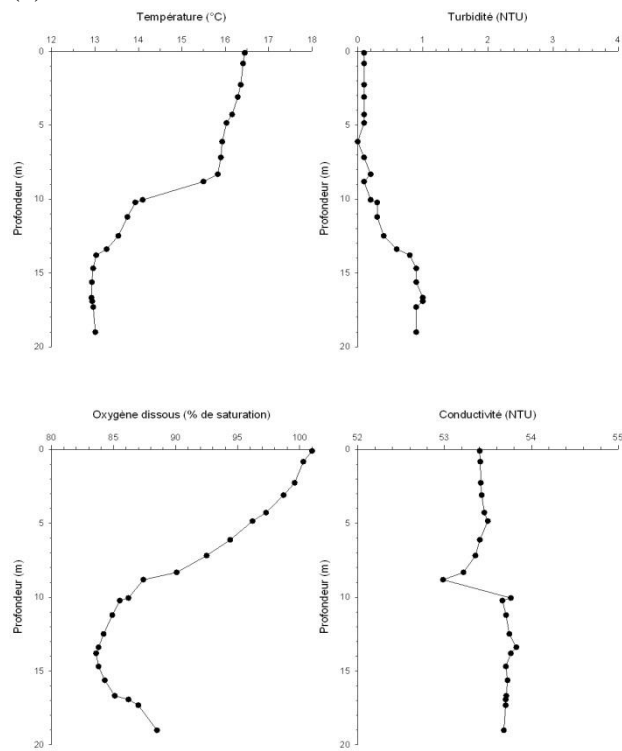 Température (°C)
12 13 14 15 16 17 18
0
5
10
15
20
Profondeur (m)
Turbidité (NTU)
0 1 2 3 4
0
5
10
15
20
Profondeur (m)
Oxygène dissous (% de saturation)
80 85 90 95 100
0
5
10
15
20
Profondeur (m)
Conductivité (NTU)
52 53 54 55
0
5
10
15
20
Profondeur (m)